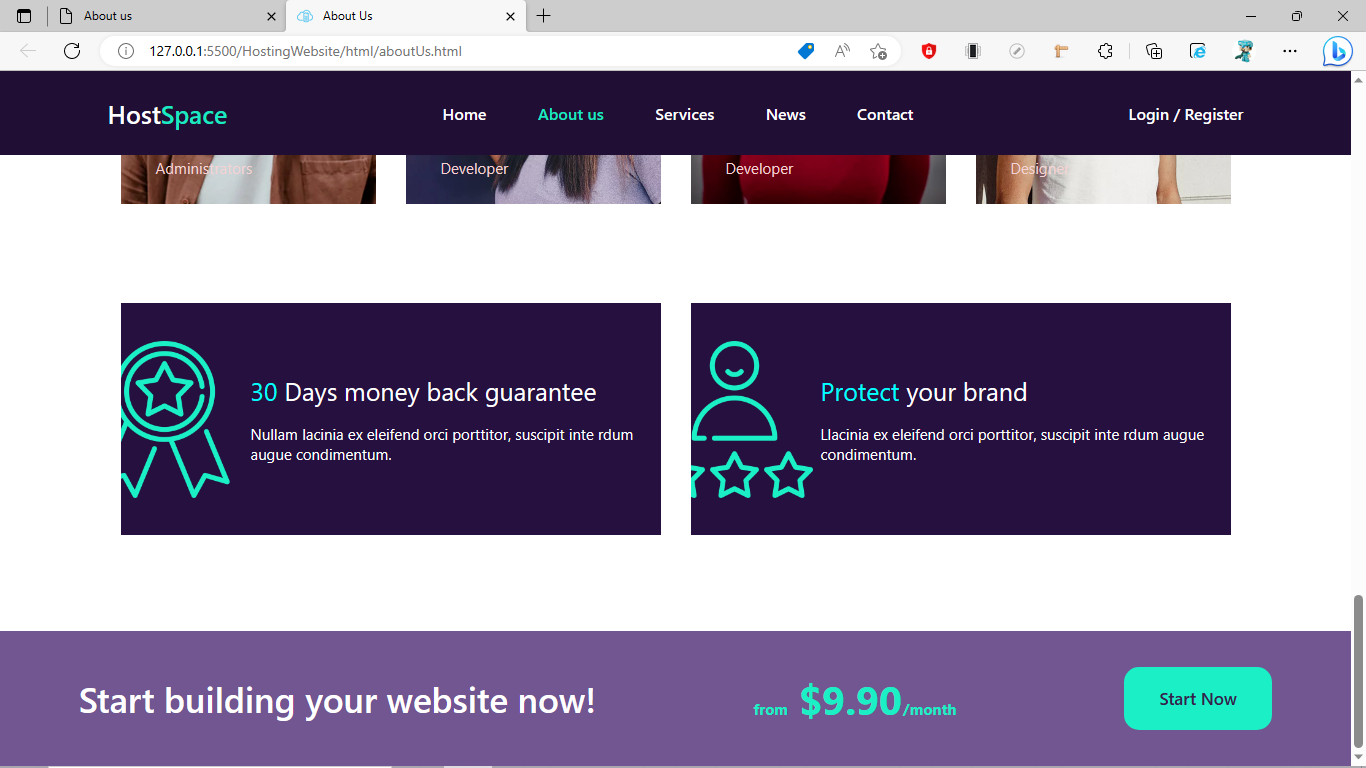 About us
About Us
127.0.0.1:5500/HostingWebsite/html/aboutUs.html
HostSpace
Home
About us
Services
News
Contact
Login / Register
Administrators
Developer
Developer
Designer
30 Days money back guarantee
Nullam lacinia ex eleifend orci porttitor, suscipit inte rdum
augue condimentum.
Protect your brand
Llacinia ex eleifend orci porttitor, suscipit inte rdum augue
condimentum.
Start building your website now!
from $9.90/month
Start Now